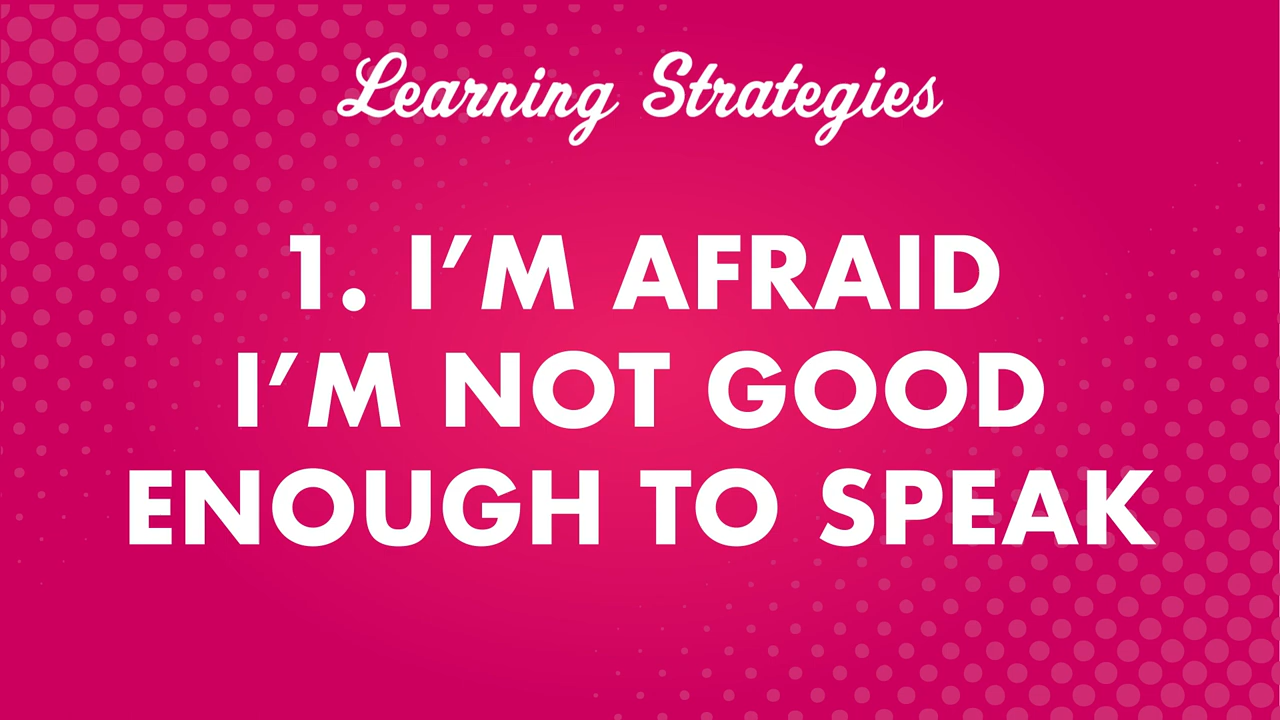 Learning Strategies
1. I’M AFRAID
I’M NOT GOOD
ENOUGH TO SPEAK